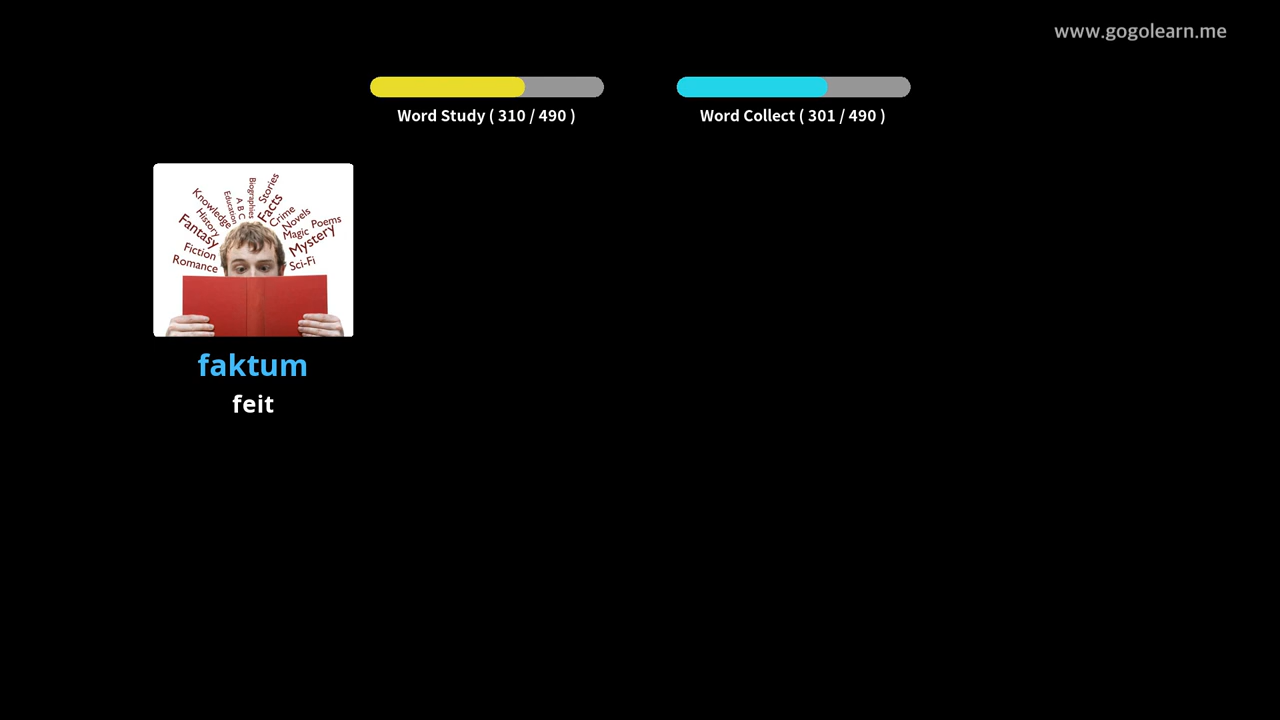 www.gogolearn.me
Word Study ( 310 / 490 )
Word Collect ( 301 / 490 )
Knowledge
History
Fantasy
Fiction
Romance
Education
A B C
Biographies
Stories
Facts
Crime
Novels
Magic
Poems
Mystery
Sci-Fi
faktum
feit